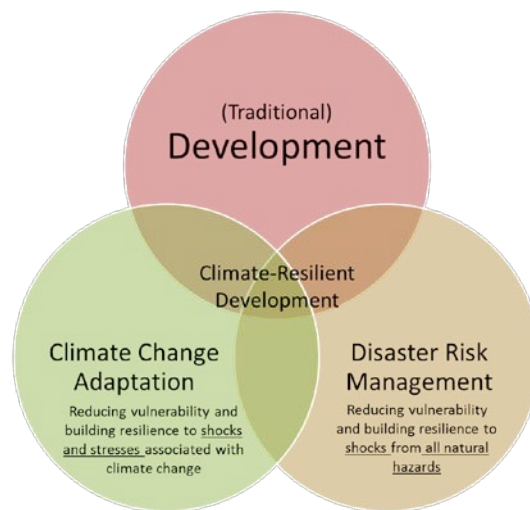 (Traditional)
Development
Climate-Resilient
Development
Climate Change
Adaptation
Reducing vulnerability and
building resilience to shocks
and stresses associated with
climate change
Disaster Risk
Management
Reducing vulnerability
and building resilience to
shocks from all natural
hazards